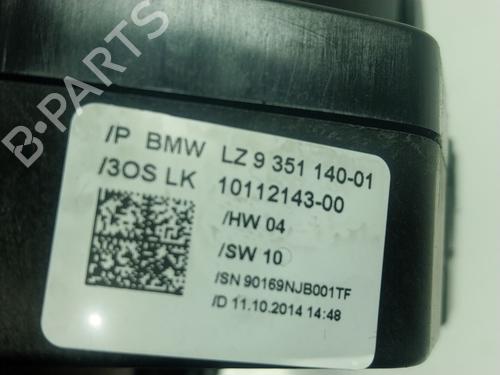 B-PARTS
/P BMW LZ 9 351 140-01
/3OS LK 10112143-00
/HW 04
/SW 10
/SN 90169NJB001TF
/D 11.10.2014 14:48